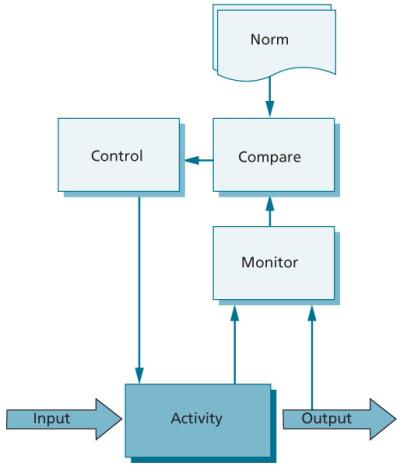 Norm
Control
Compare
Monitor
Input
Activity
Output